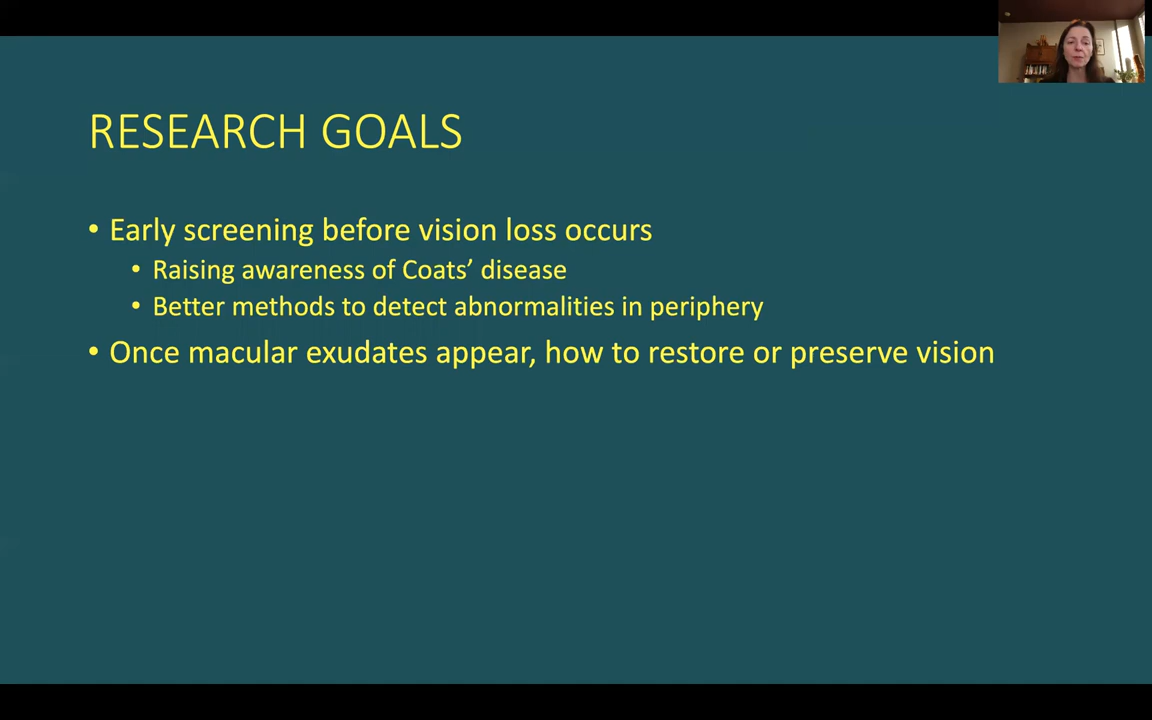 RESEARCH GOALS
• Early screening before vision loss occurs
• Raising awareness of Coats’ disease
• Better methods to detect abnormalities in periphery
• Once macular exudates appear, how to restore or preserve vision